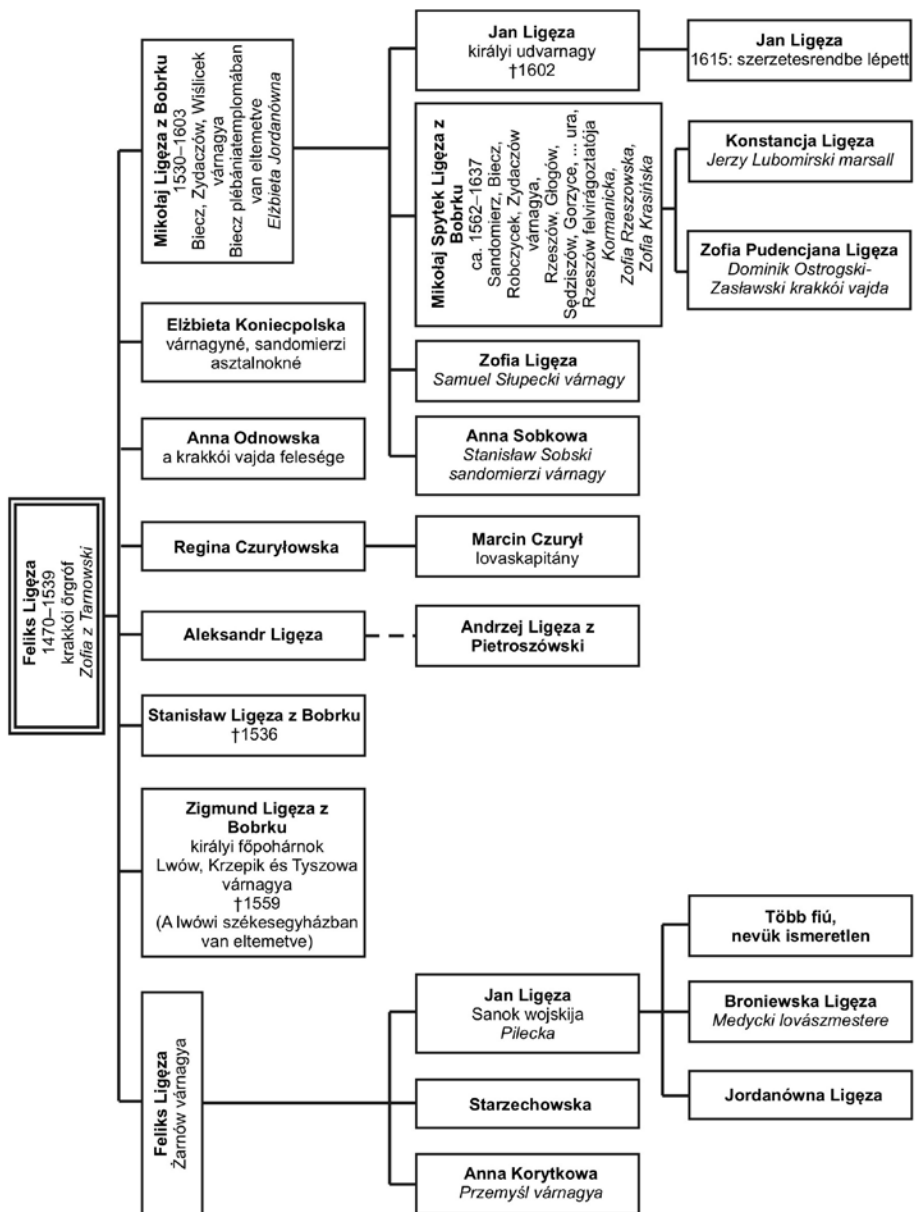 Feliks Ligęza
1470–1539
krakkói őrgróf
Zofia z Tarnowski
Mikołaj Ligęza z Bobrku
1530–1603
Biecz, Zydaczów, Wiślicek
várnagya
Biecz plébániatemplomában
van eltemetve
Elżbieta Jordanówna
Jan Ligęza
királyi udvarnagy
†1602
Jan Ligęza
1615: szerzetesrendbe lépett
Mikołaj Spytek Ligęza z
Bobrku
ca. 1562–1637
Sandomierz, Biecz,
Robczycek, Zydaczów
várnagya,
Rzeszów, Głogów,
Sędziszów, Gorzyce, ... ura,
Rzeszów felvirágoztatója
Kormanicka,
Zofia Rzeszowska,
Zofia Krasińska
Konstancja Ligęza
Jerzy Lubomirski marsall
Zofia Pudencjana Ligęza
Dominik Ostrogski-
Zasławski krakkói vajda
Zofia Ligęza
Samuel Słupecki várnagy
Anna Sobkowa
Stanisław Sobski
sandomierzi várnagy
Elżbieta Koniecpolska
várnagyné, sandomierzi
asztalnokné
Anna Odnowska
a krakkói vajda felesége
Regina Czuryłowska
Marcin Czurył
lovaskapitány
Aleksandr Ligęza
Andrzej Ligęza z
Pietroszówski
Stanisław Ligęza z Bobrku
†1536
Zigmund Ligęza z
Bobrku
királyi főpohárnok
Lwów, Krzepik és Tyszowa
várnagya
†1559
(A lwówi székesegyházban
van eltemetve)
Feliks Ligęza
Żarnów várnagya
Jan Ligęza
Sanok wojskija
Pilecka
Több fiú,
nevük ismeretlen
Broniewska Ligęza
Medycki lovászmestere
Jordanówna Ligęza
Starzechowska
Anna Korytkowa
Przemyśl várnagya